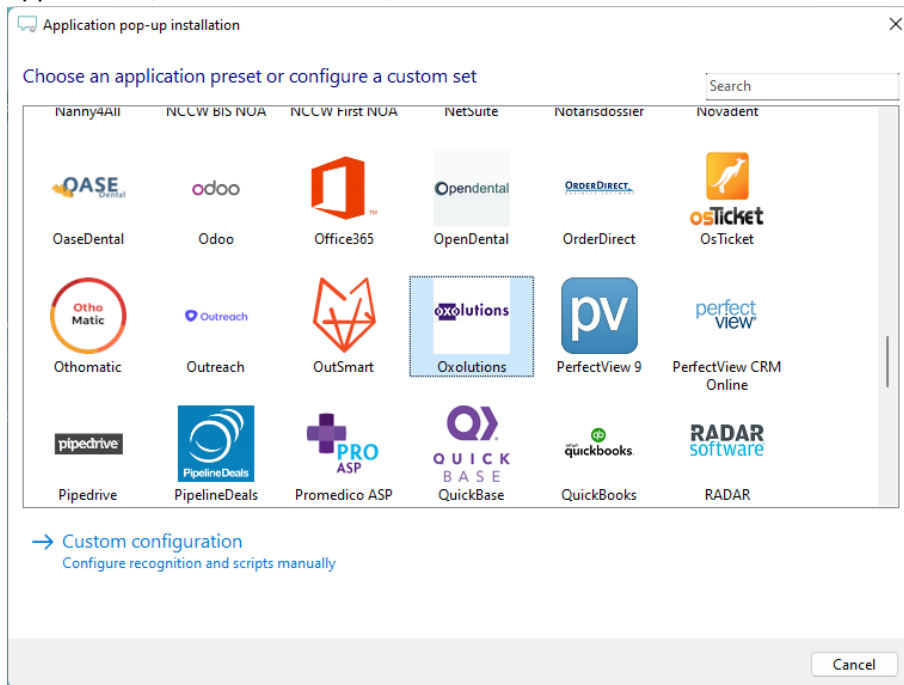 Application pop-up installation
Choose an application preset or configure a custom set
Search
Nanny4All NCCW BIS NOA NCCW First NOA NetSuite Notarisdossier Novadent
OASE
Dental
odoo
TM
Opendental
ORDERDIRECT
osTicket
OaseDental Odoo Office365 OpenDental OrderDirect OsTicket
Otho
Matic
Outreach
oxolutions
pv
perfect
view
Othomatic Outreach OutSmart Oxolutions PerfectView 9 PerfectView CRM
Online
pipedrive
PipelineDeals
PRO
ASP
QUICK
BASE
quickbooks.
RADAR
software
Pipedrive PipelineDeals Promedico ASP QuickBase QuickBooks RADAR
→ Custom configuration
Configure recognition and scripts manually
Cancel